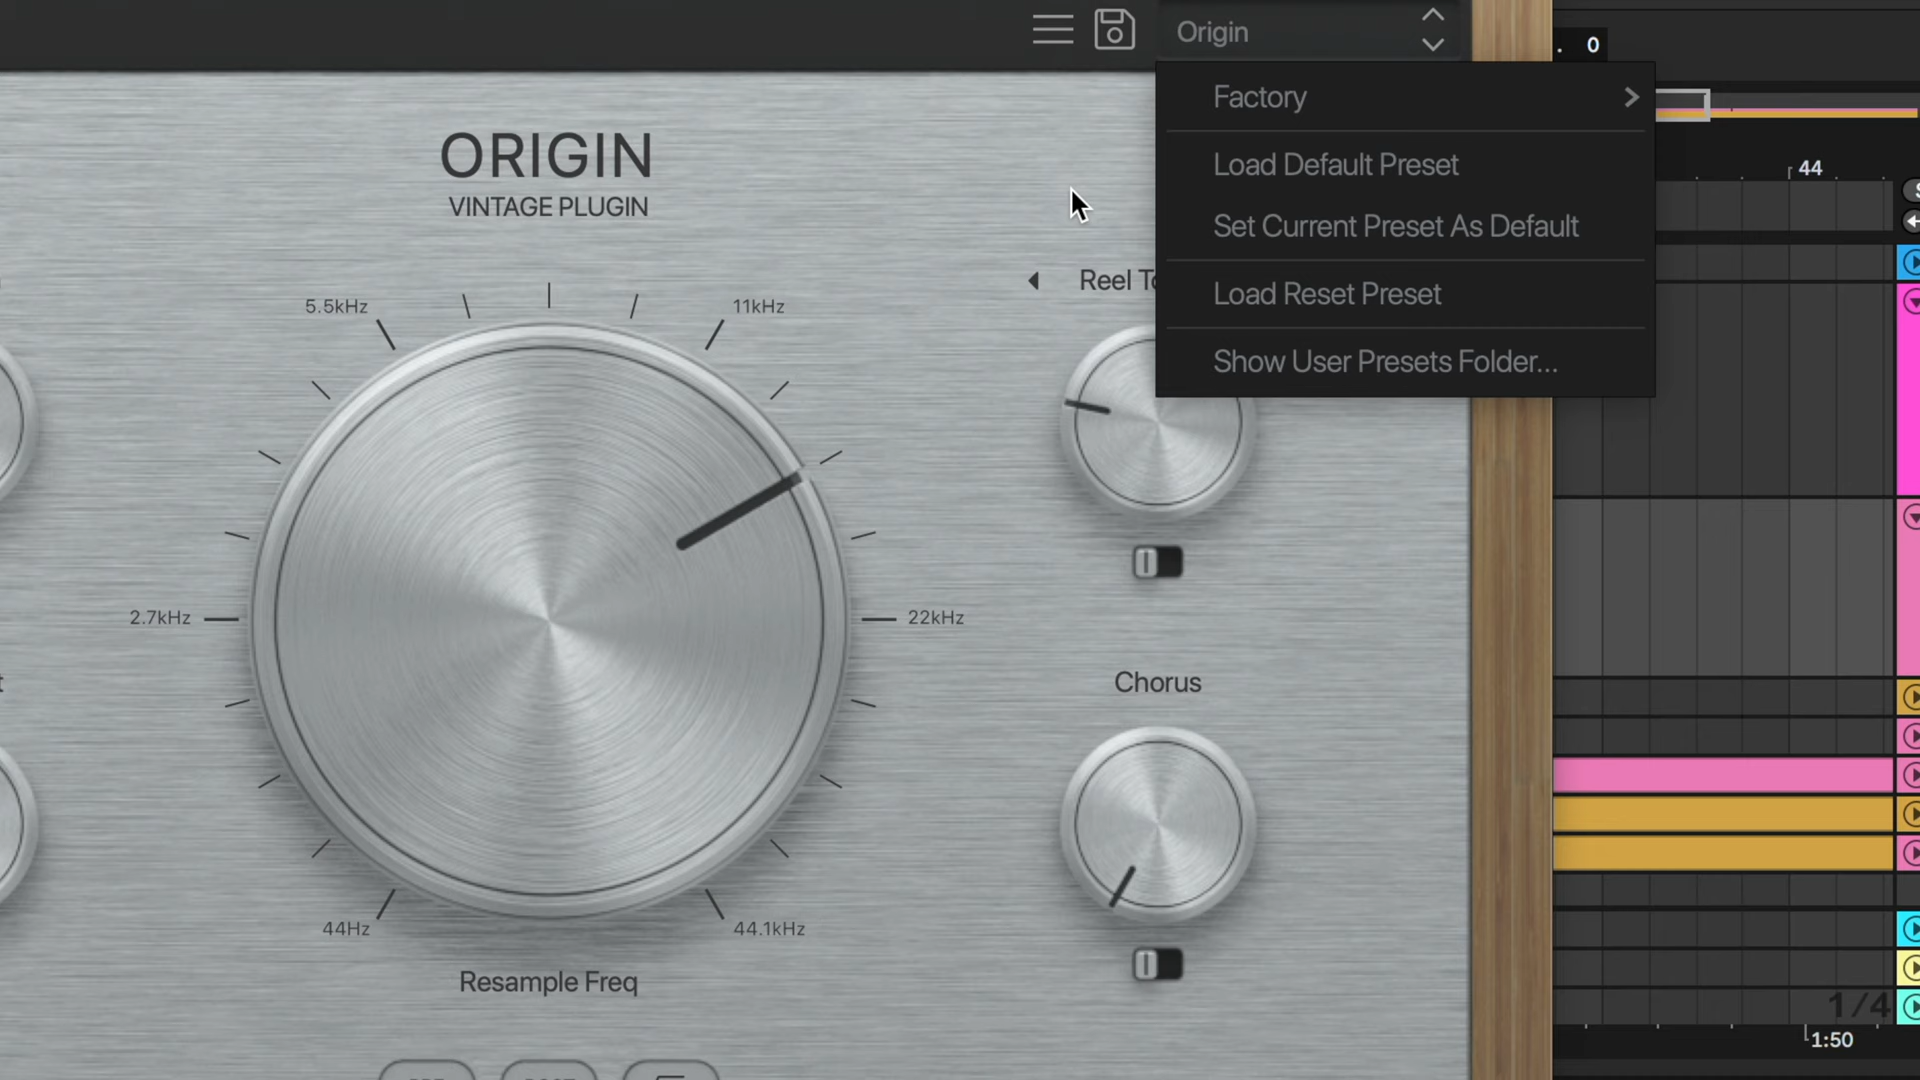 Origin
. 0
Factory
Load Default Preset
Set Current Preset As Default
Load Reset Preset
Show User Presets Folder...
44
ORIGIN
VINTAGE PLUGIN
Reel
5.5kHz
11kHz
2.7kHz
22kHz
44Hz
44.1kHz
Resample Freq
Chorus
1/4
1:50